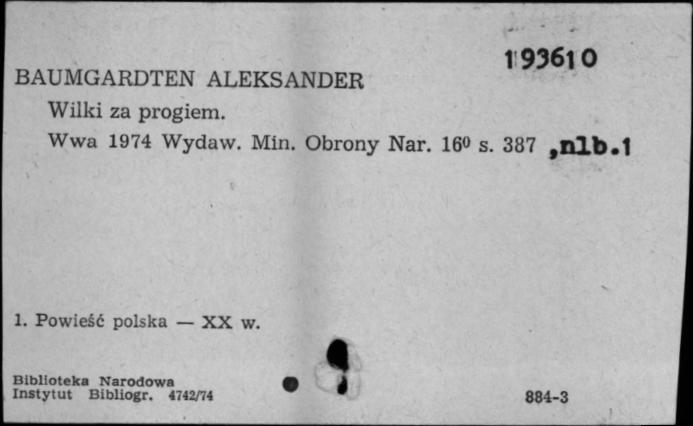 193610
BAUMGARDTEN ALEKSANDER
Wilki za progiem.
Wwa 1974 Wydaw. Min. Obrony Nar. 16⁰ s. 387 ,nlb.1
1. Powieść polska — XX w.
Biblioteka Narodowa
Instytut Bibliogr. 4742/74
884-3